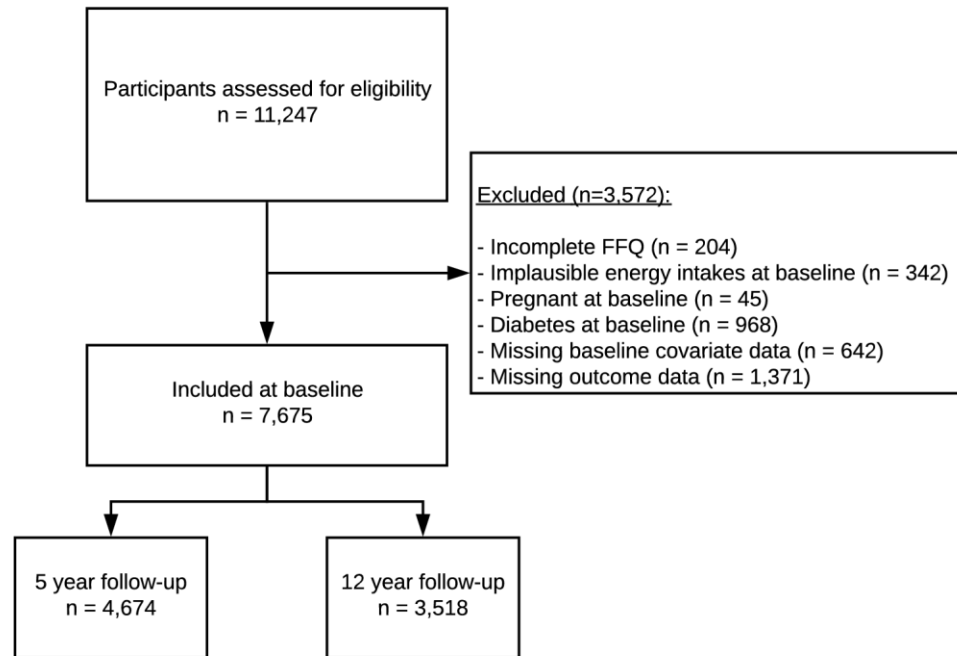 Participants assessed for eligibility
n = 11,247
Excluded (n=3,572):
- Incomplete FFQ (n = 204)
- Implausible energy intakes at baseline (n = 342)
- Pregnant at baseline (n = 45)
- Diabetes at baseline (n = 968)
- Missing baseline covariate data (n = 642)
- Missing outcome data (n = 1,371)
Included at baseline
n = 7,675
5 year follow-up
n = 4,674
12 year follow-up
n = 3,518